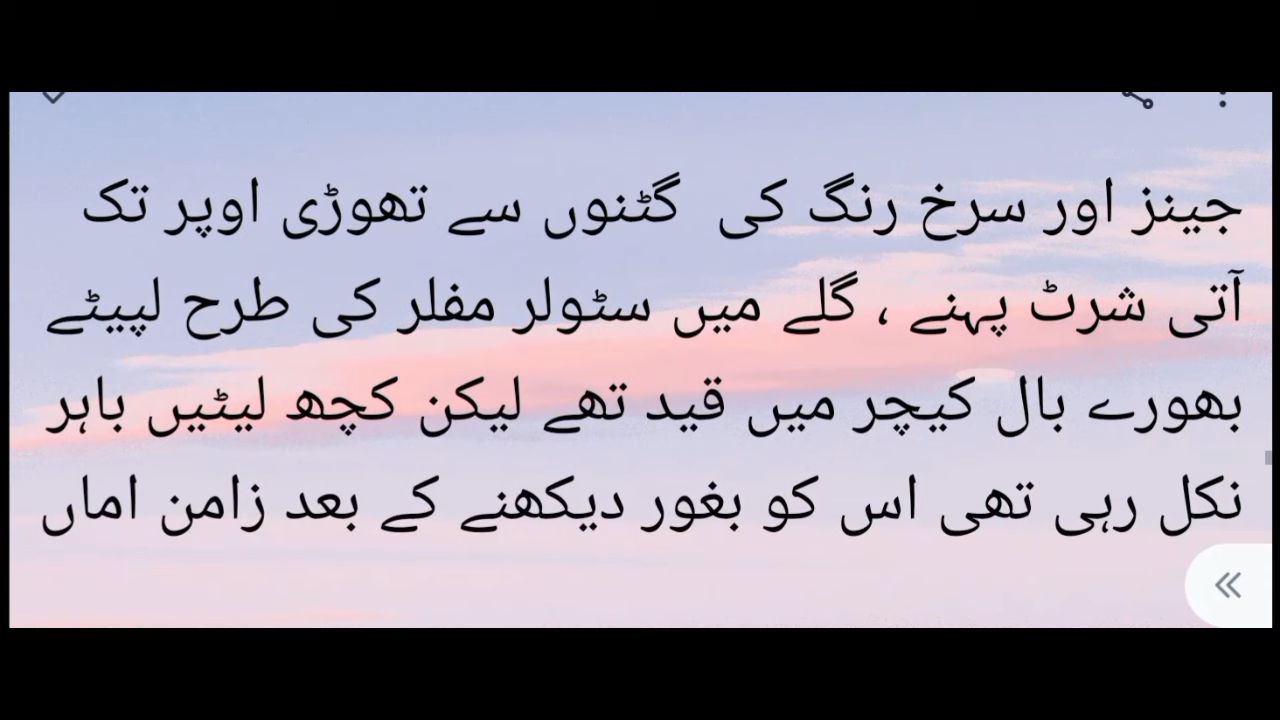 جینز اور سرخ رنگ کی گٹنوں سے تھوڑی اوپر تک
آتی شرٹ پہنے ، گلے میں سٹولر مفلر کی طرح لپیٹے
بھورے بال کیچر میں قید تھے لیکن کچھ لیٹیں باہر
نکل رہی تھی اس کو بغور دیکھنے کے بعد زامن اماں